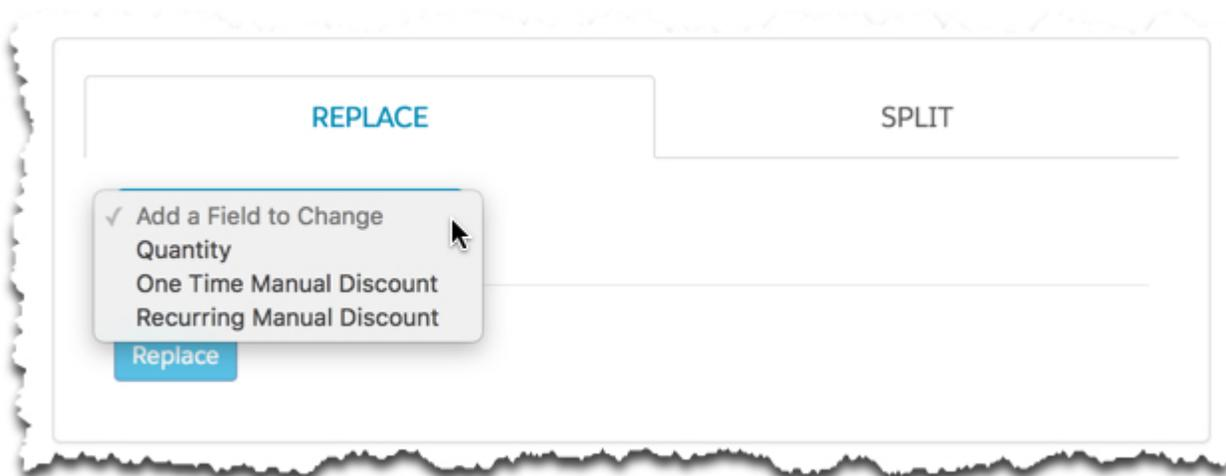 REPLACE
SPLIT
✓ Add a Field to Change
Quantity
One Time Manual Discount
Recurring Manual Discount
Replace